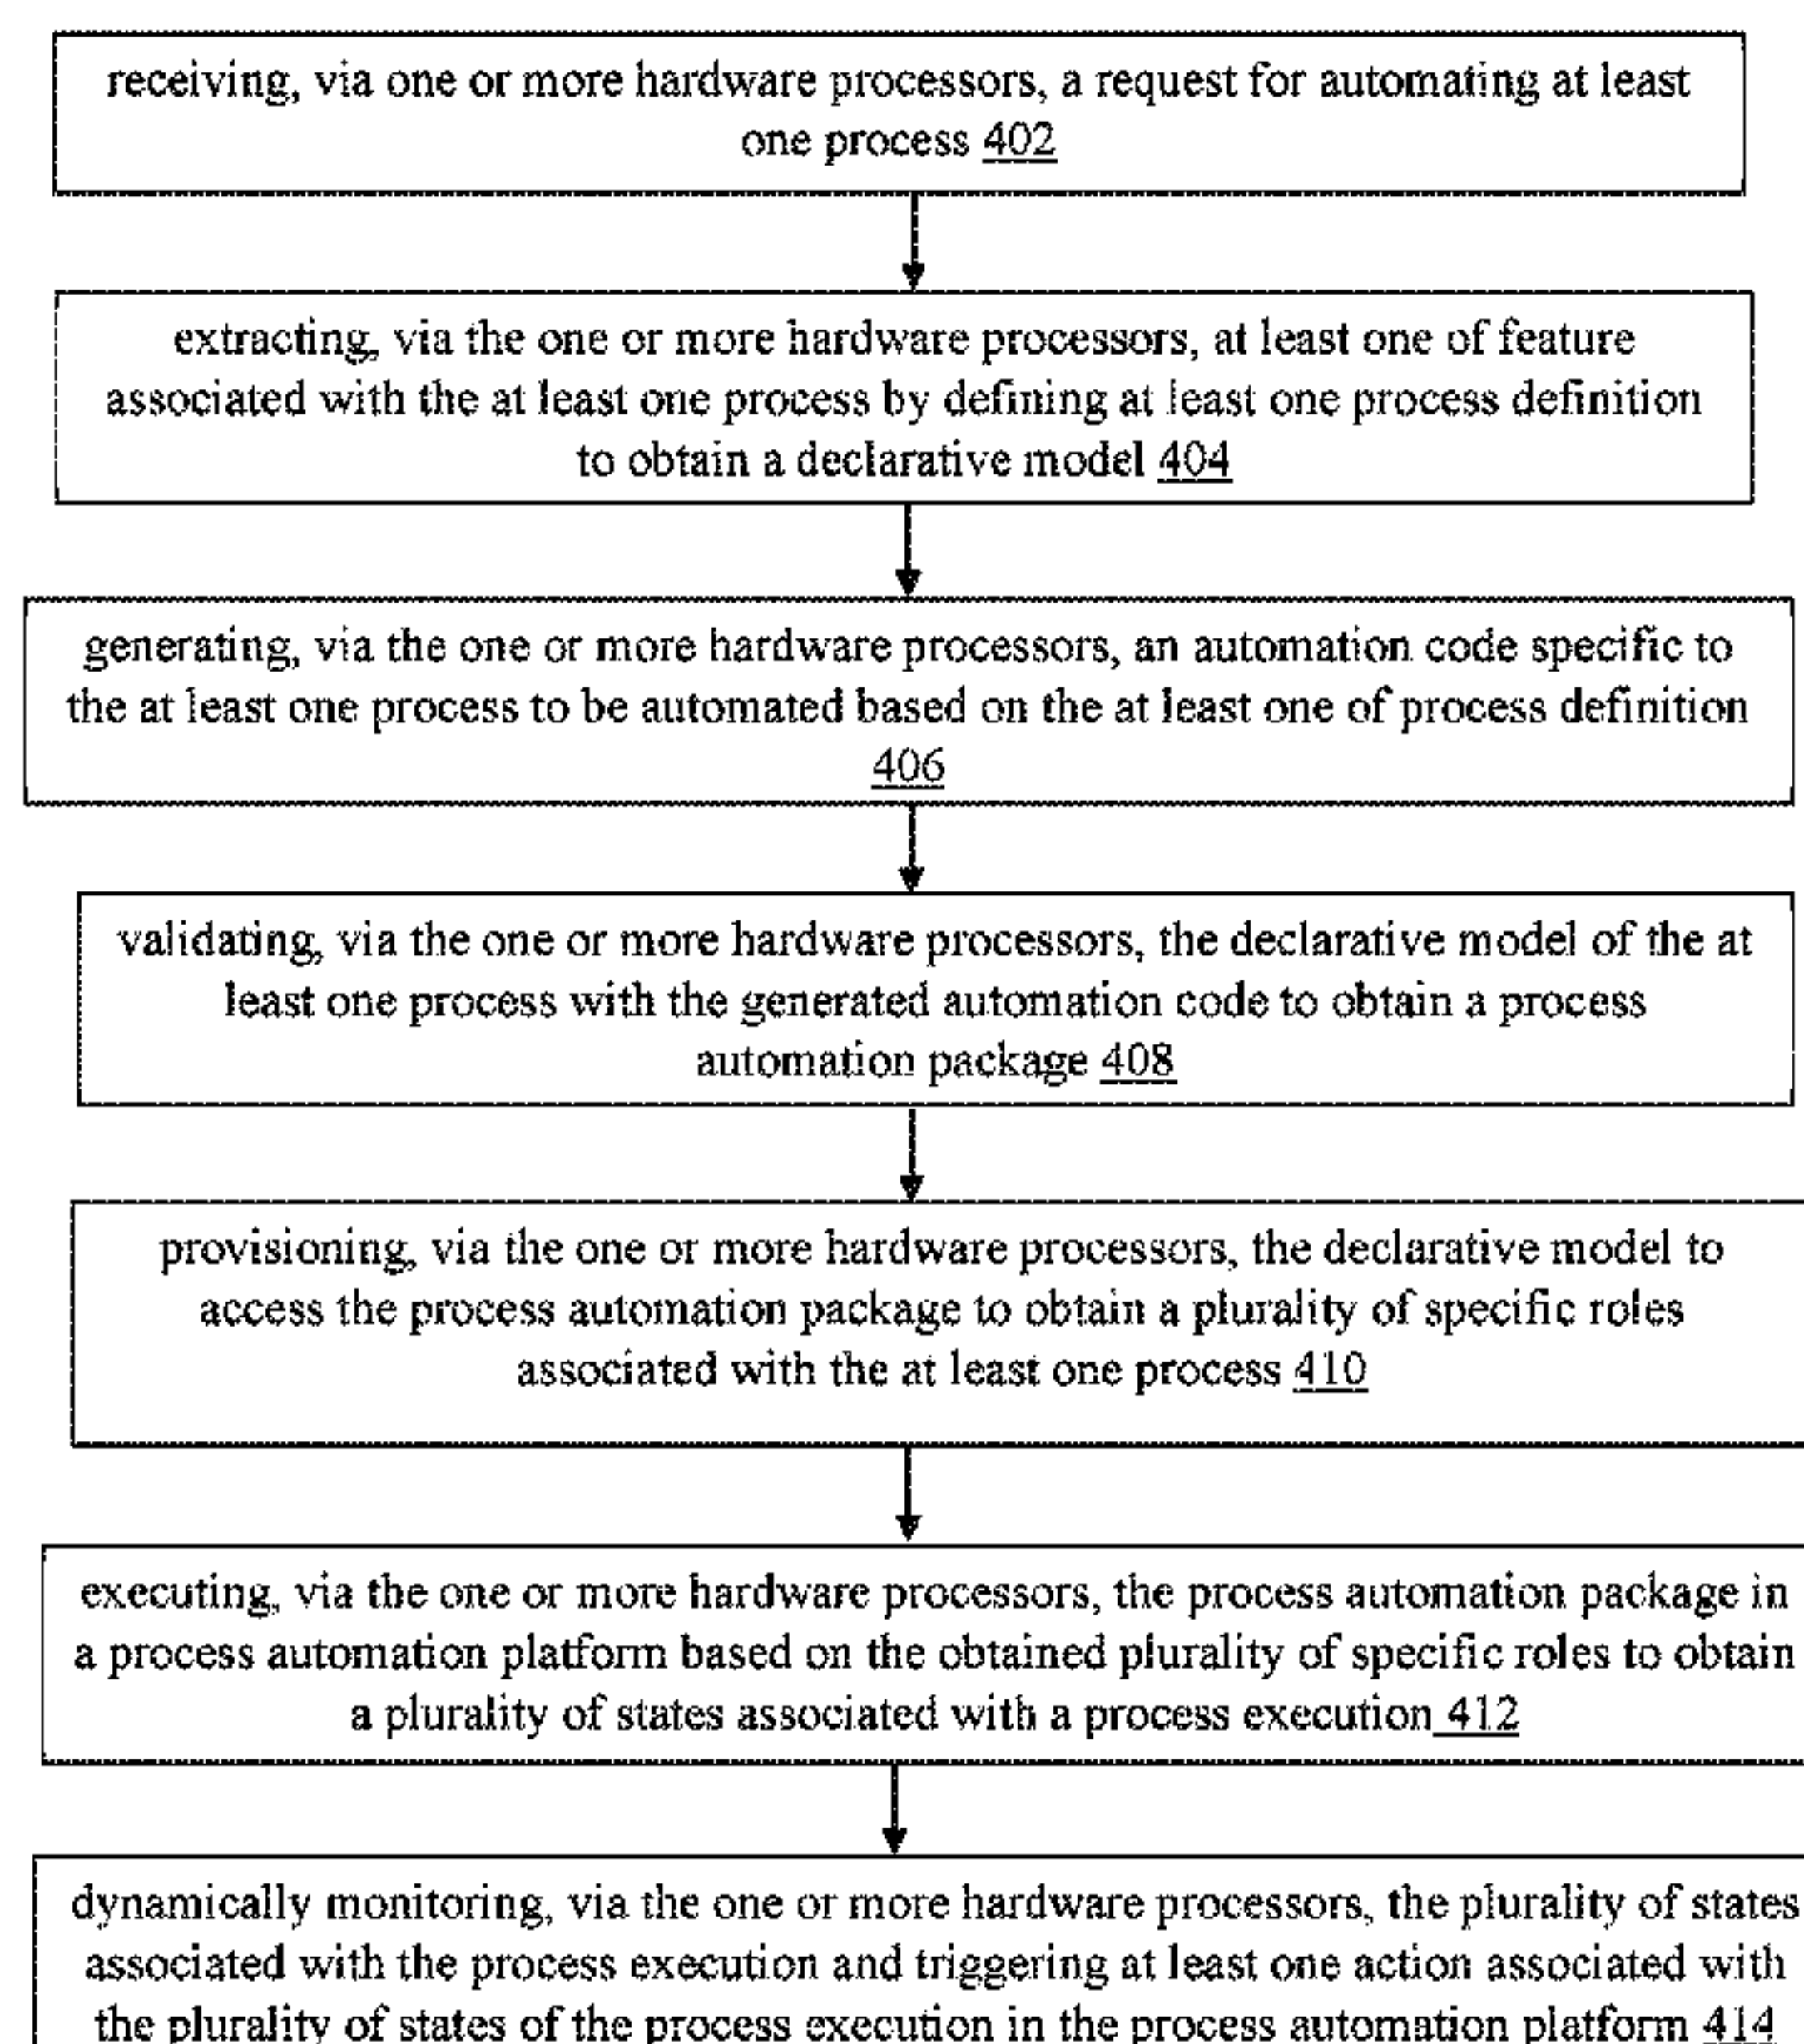 receiving, via one or more hardware processors, a request for automating at least
one process 402
extracting, via the one or more hardware processors, at least one of feature
associated with the at least one process by defining at least one process definition
to obtain a declarative model 404
generating, via the one or more hardware processors, an automation code specific to
the at least one process to be automated based on the at least one of process definition
406
validating, via the one or more hardware processors, the declarative model of the at
least one process with the generated automation code to obtain a process
automation package 408
provisioning, via the one or more hardware processors, the declarative model to
access the process automation package to obtain a plurality of specific roles
associated with the at least one process 410
executing, via the one or more hardware processors, the process automation package in
a process automation platform based on the obtained plurality of specific roles to obtain
a plurality of states associated with a process execution 412
dynamically monitoring, via the one or more hardware processors, the plurality of states
associated with the process execution and triggering at least one action associated with
the plurality of states of the process execution in the process automation platform 414